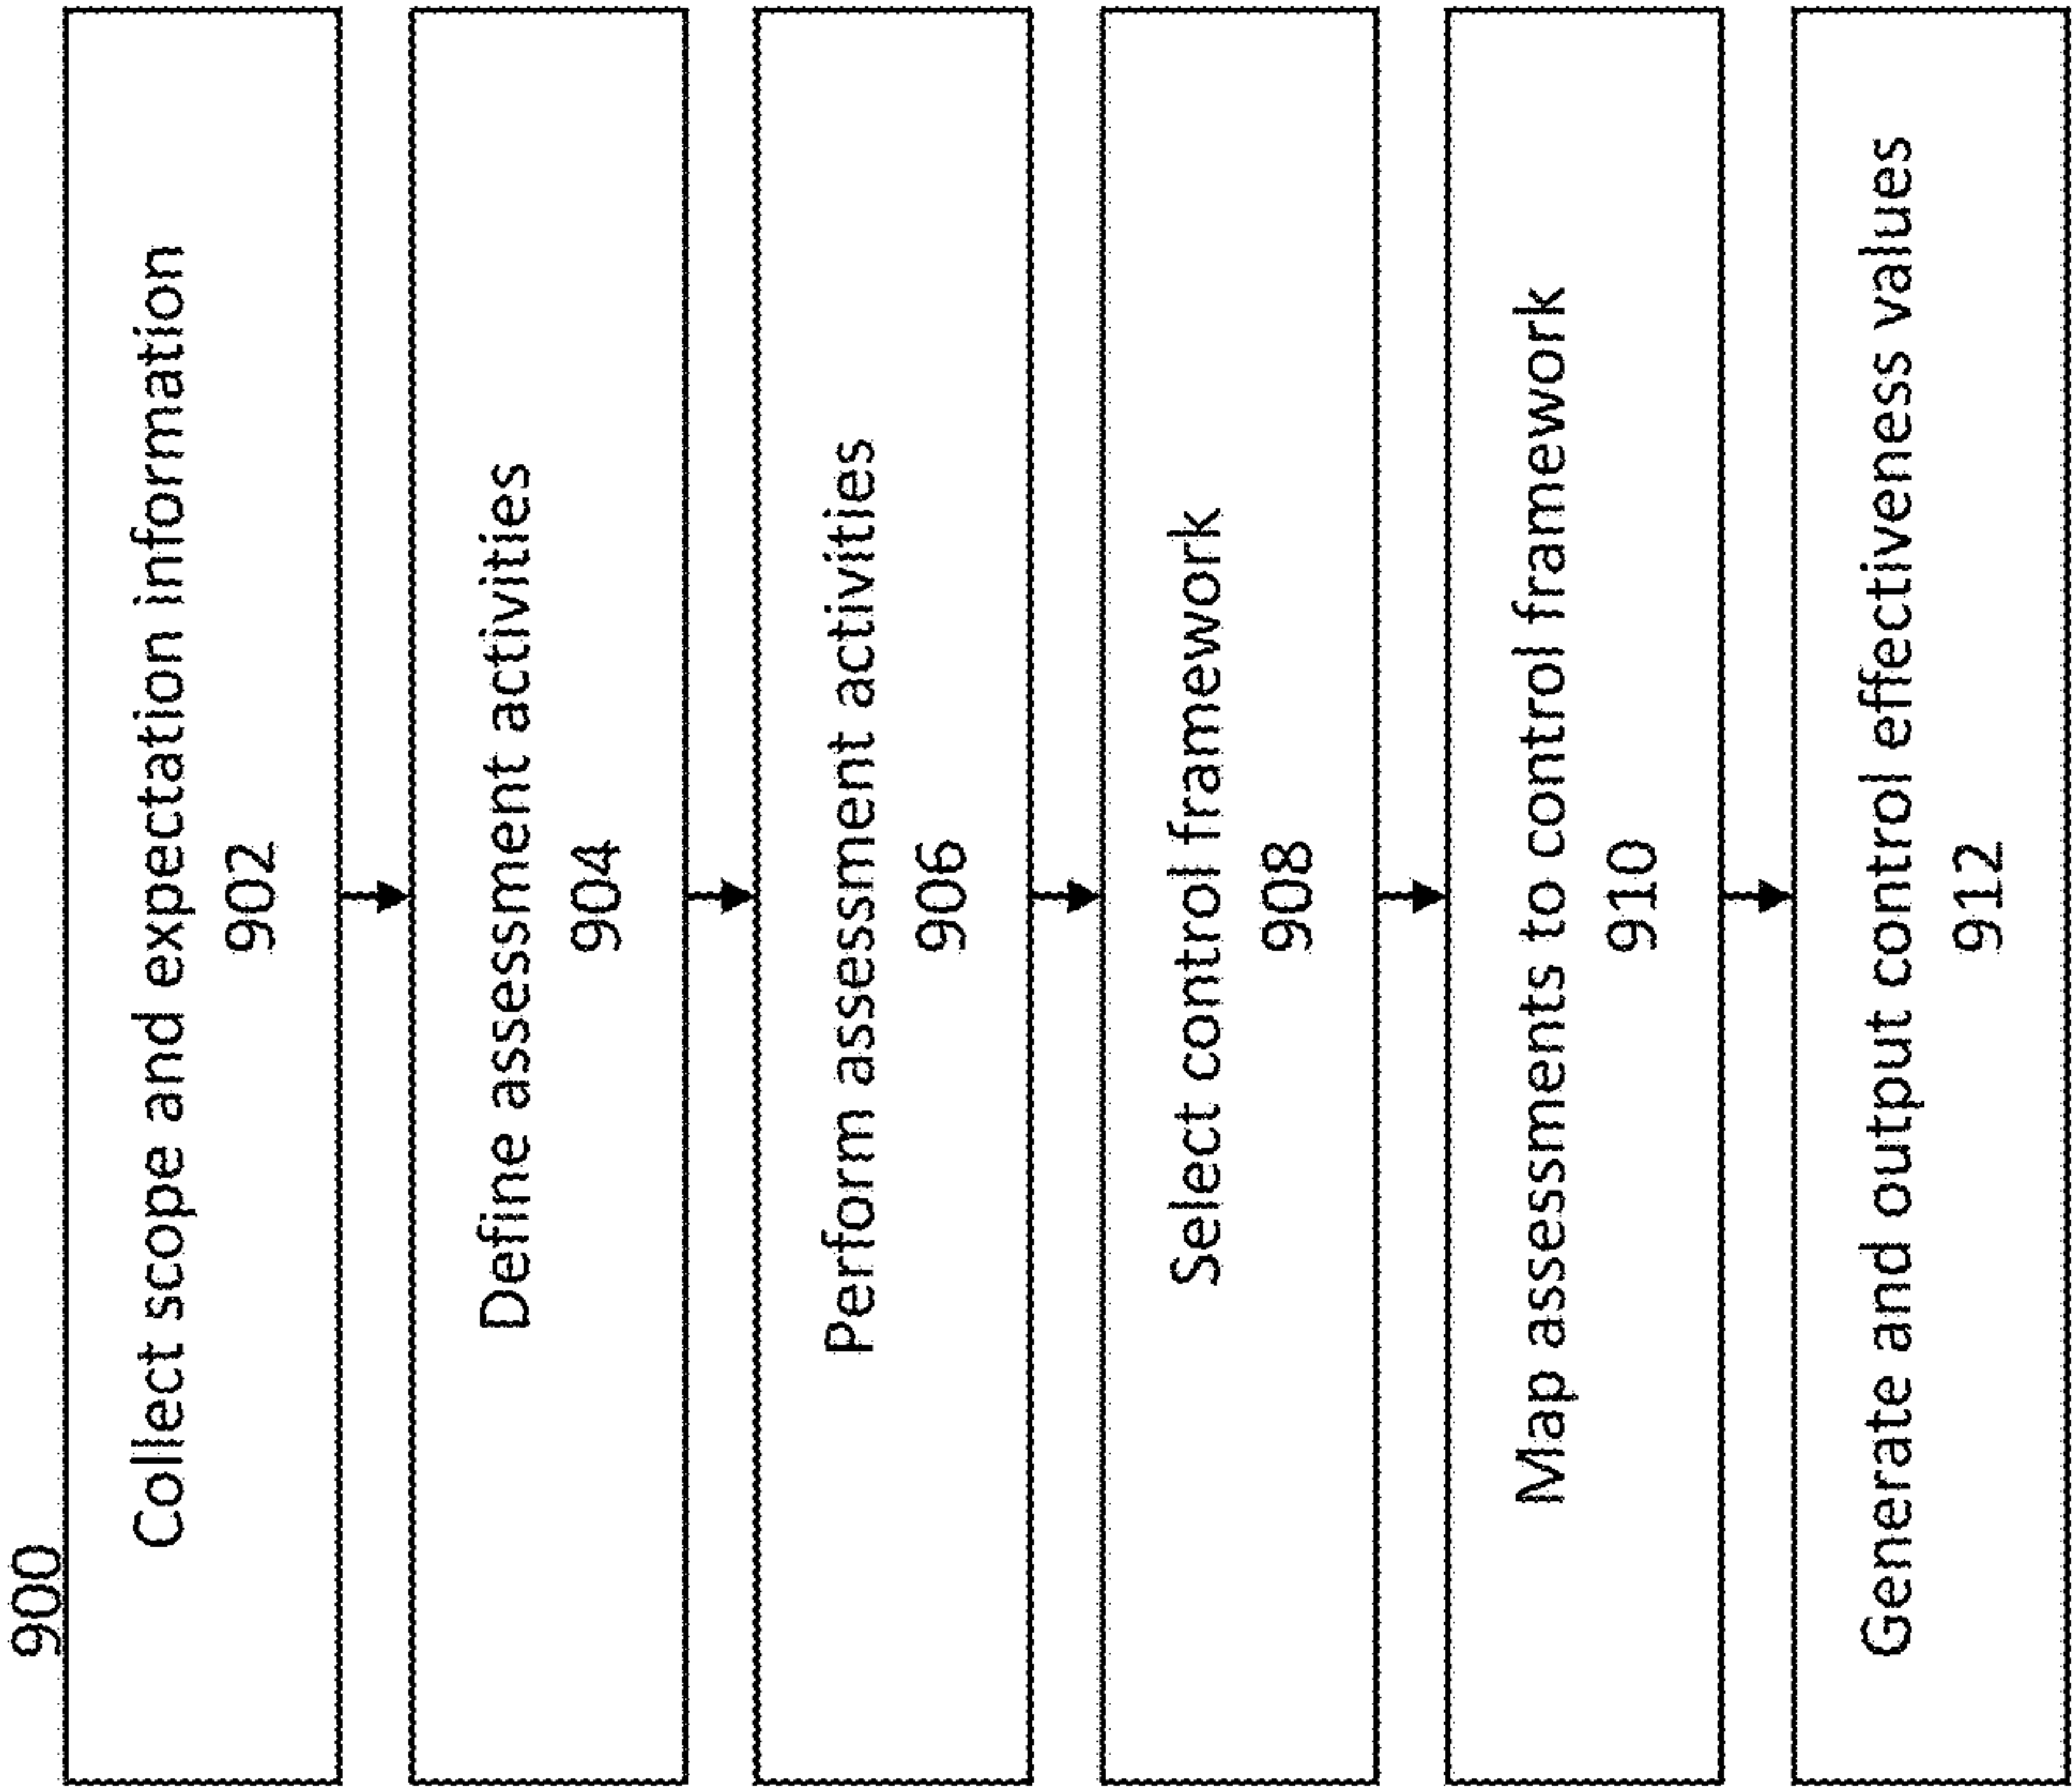 900
Collect scope and expectation information
902
Define assessment activities
904
Perform assessment activities
906
Select control framework
908
Map assessments to control framework
910
Generate and output control effectiveness values
912